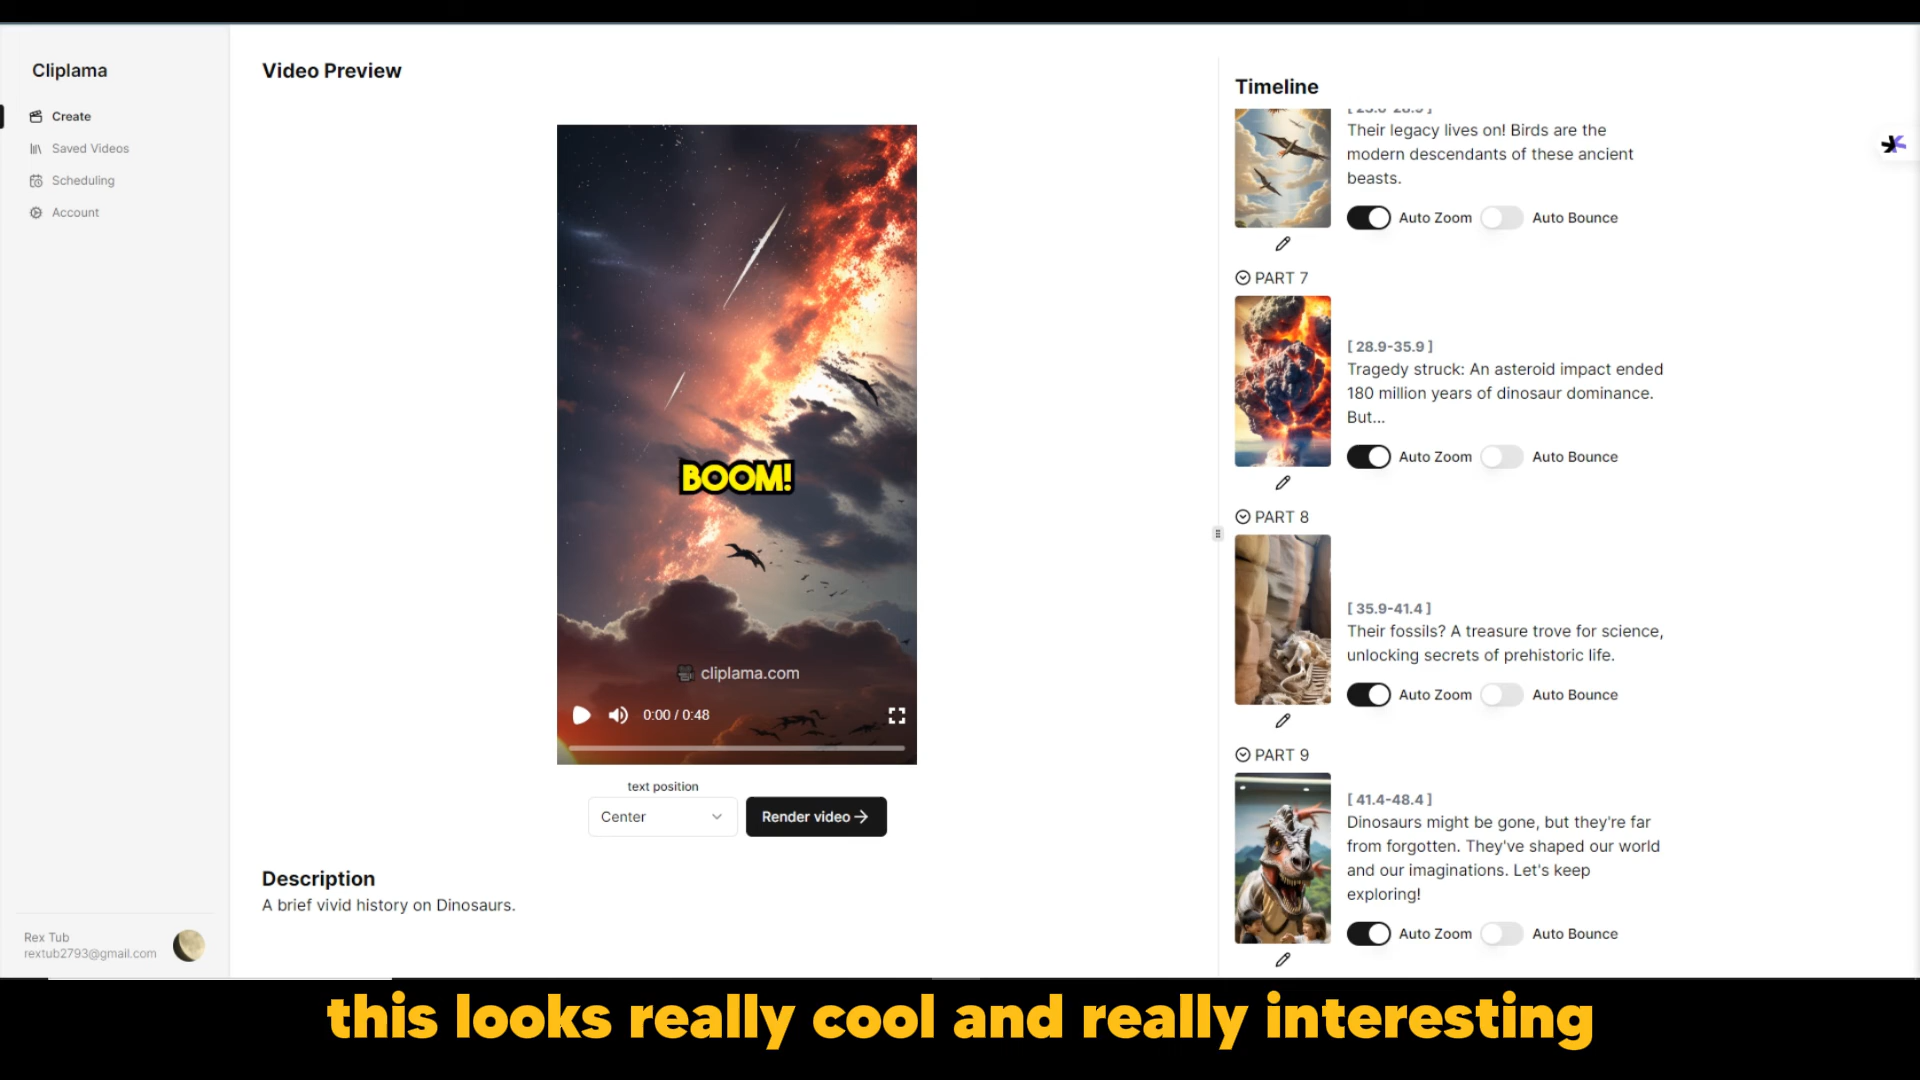 Cliplama
Create
Saved Videos
Scheduling
Account
Rex Tub
rextub2793@gmail.com
Video Preview
BOOM!
cliplama.com
0:00 / 0:48
text position
Center
Render video
Description
A brief vivid history on Dinosaurs.
Timeline
Their legacy lives on! Birds are the
modern descendants of these ancient
beasts.
Auto Zoom Auto Bounce
PART 7
[ 28.9-35.9 ]
Tragedy struck: An asteroid impact ended
180 million years of dinosaur dominance.
But...
Auto Zoom Auto Bounce
PART 8
[ 35.9-41.4 ]
Their fossils? A treasure trove for science,
unlocking secrets of prehistoric life.
Auto Zoom Auto Bounce
PART 9
[ 41.4-48.4 ]
Dinosaurs might be gone, but they're far
from forgotten. They've shaped our world
and our imaginations. Let's keep
exploring!
Auto Zoom Auto Bounce
this looks really cool and really interesting